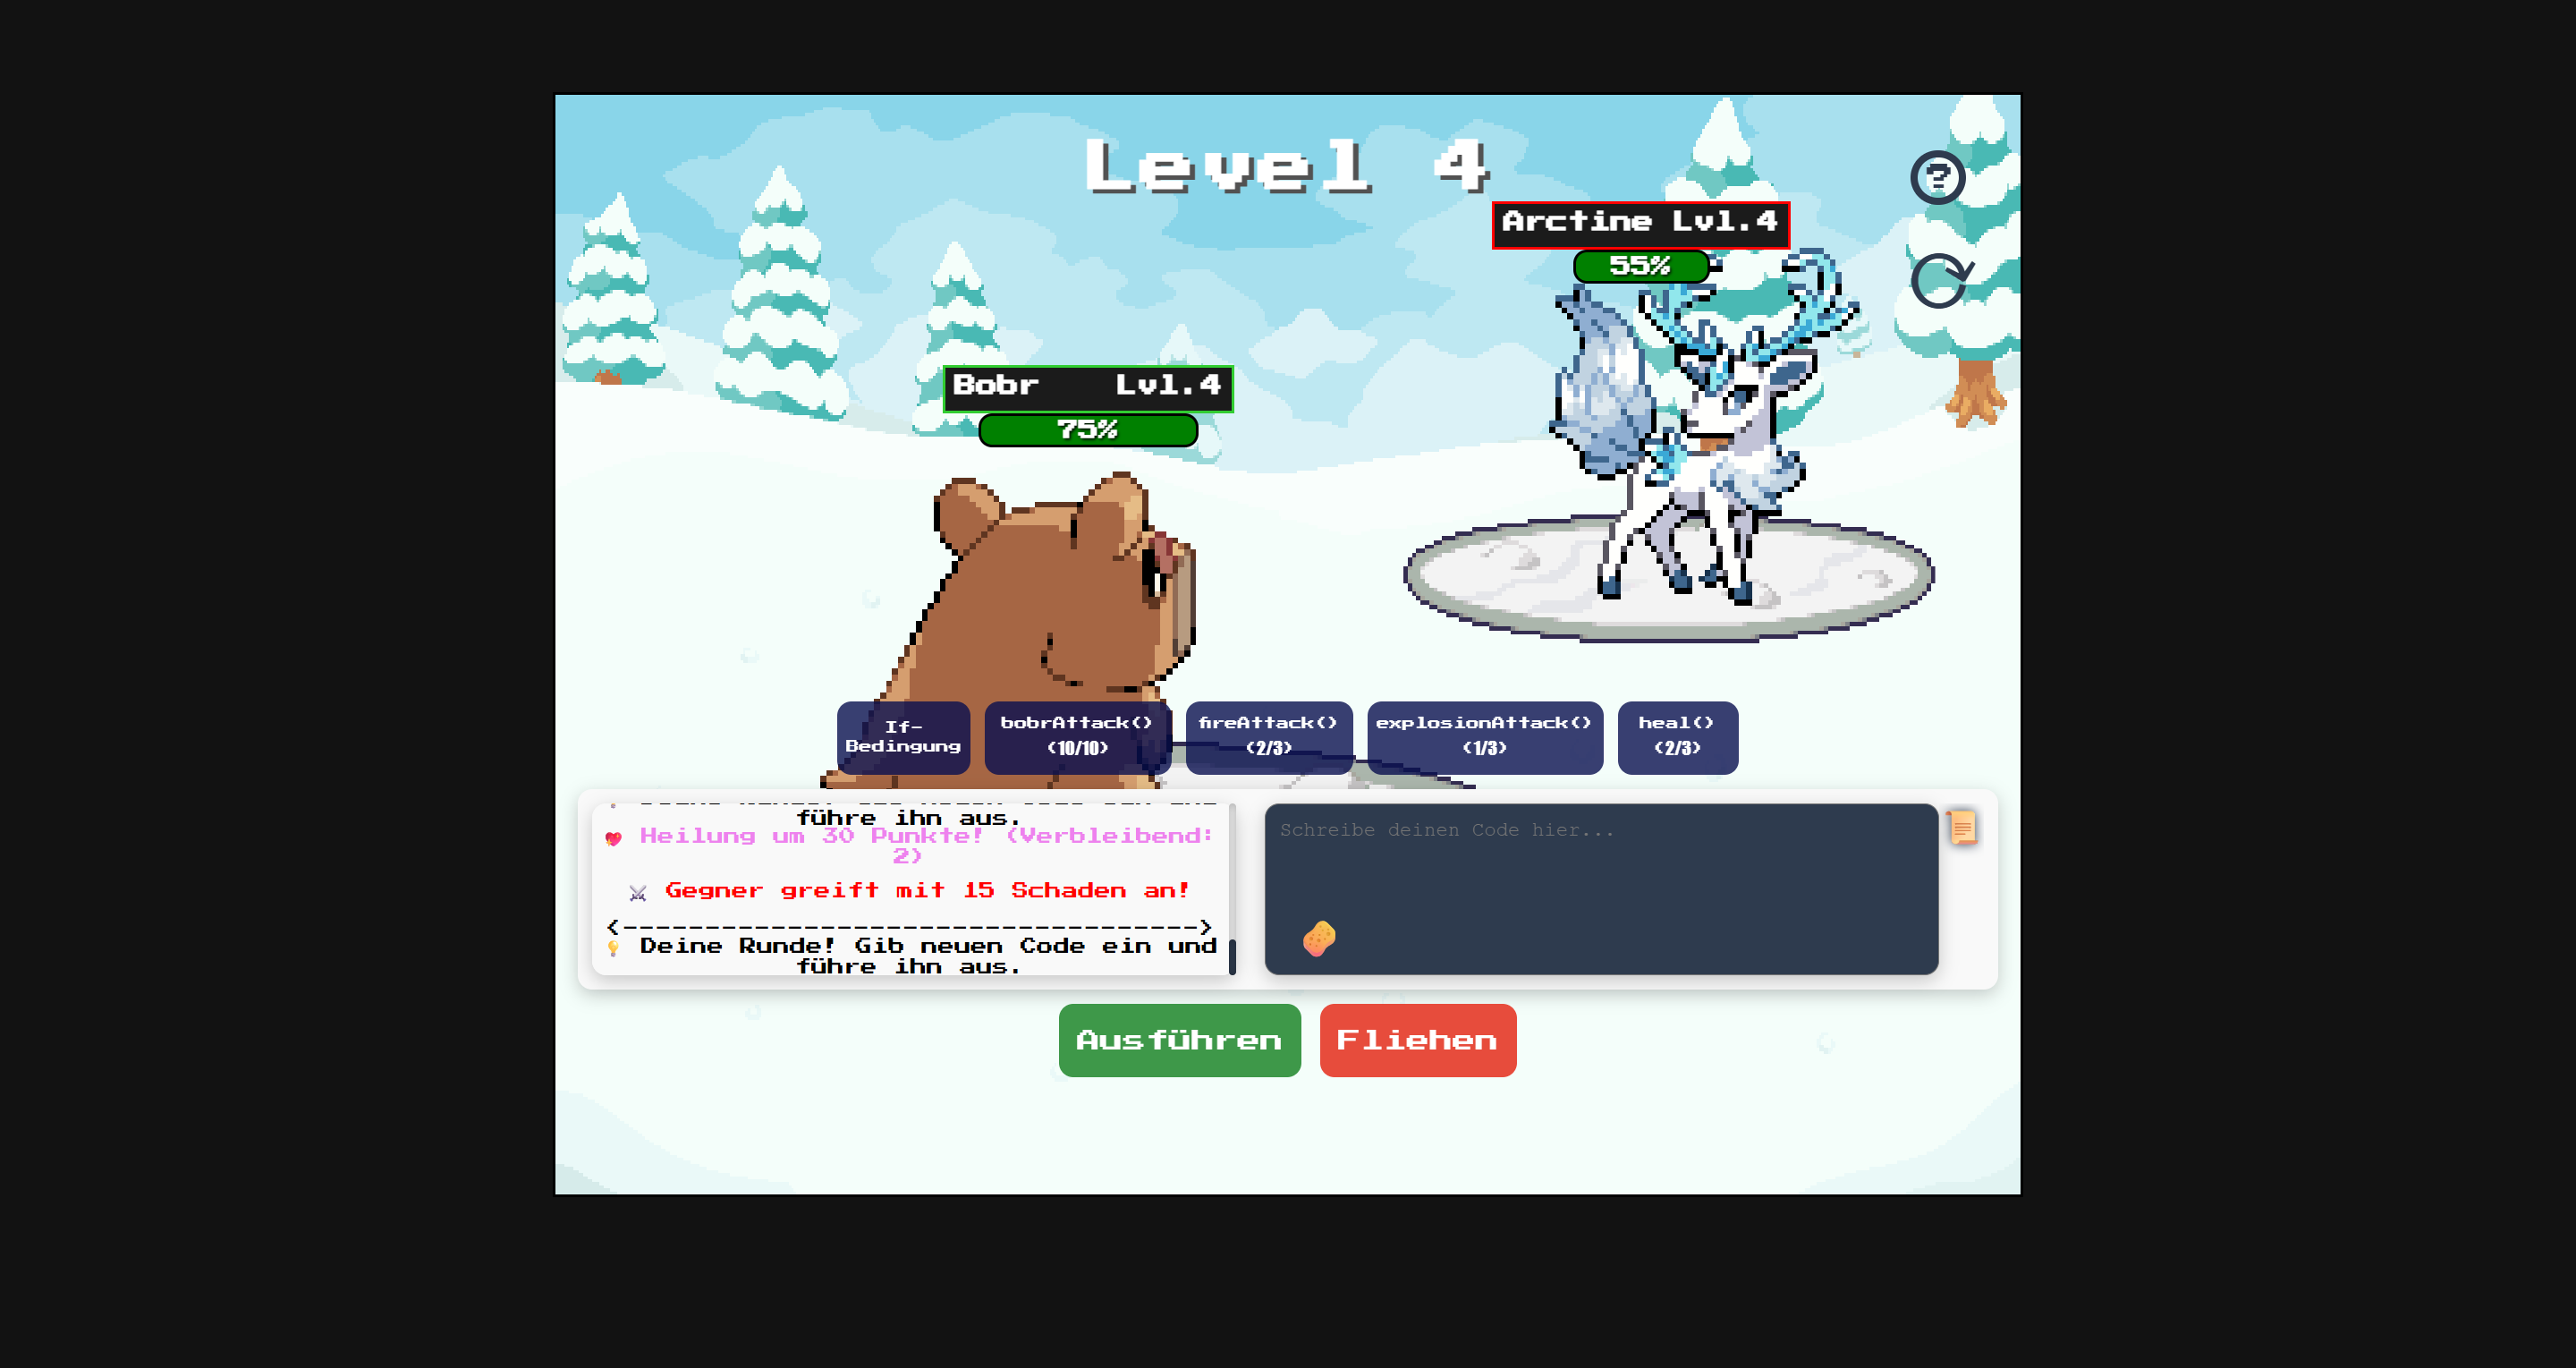 Level 4
?
Arctine Lvl.4
55%
Bobr Lvl.4
75%
If-
Bedingung
bobrAttack()
(10/10)
fireAttack()
(2/3)
explosionAttack()
(1/3)
heal()
(2/3)
führe ihn aus.
💖 Heilung um 30 Punkte! (Verbleibend:
2)
⚔ Gegner greift mit 15 Schaden an!
<----------------------------------->
💡 Deine Runde! Gib neuen Code ein und
führe ihn aus.
Schreibe deinen Code hier...
Ausführen
Fliehen